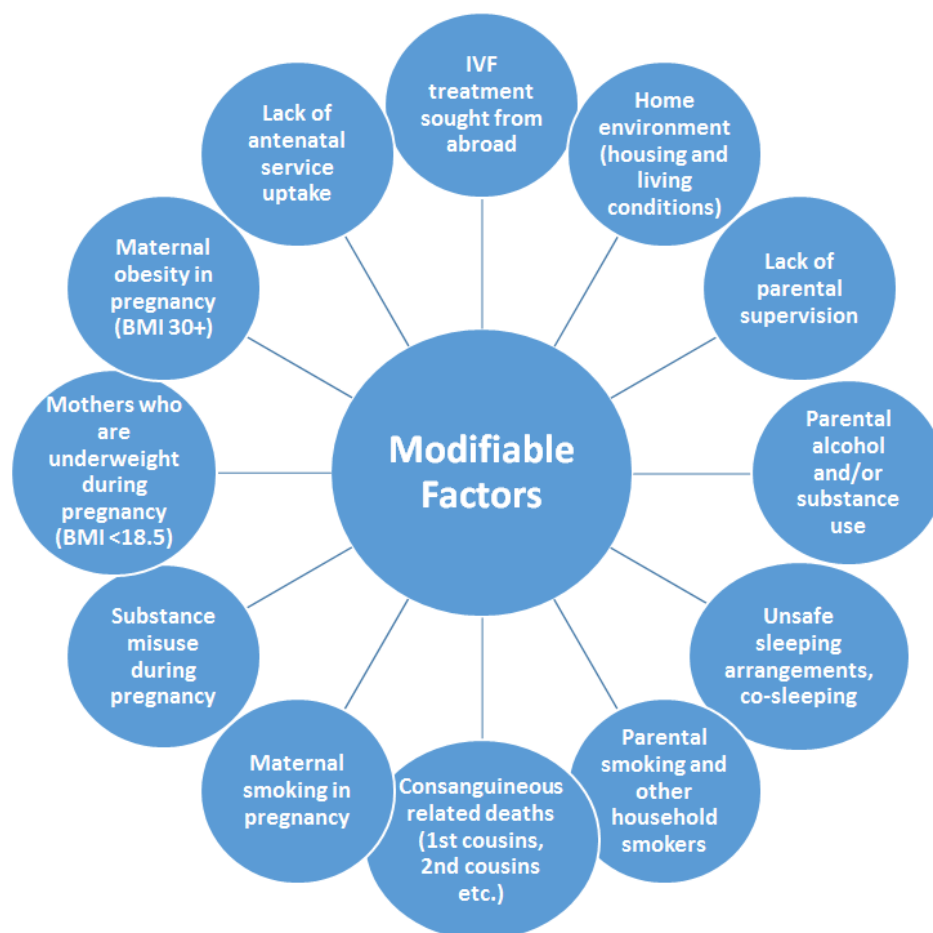 IVF
treatment
sought from
abroad
Home
environment
(housing and
living
conditions)
Lack of
parental
supervision
Parental
alcohol
and/or
substance
use
Unsafe
sleeping
arrangements,
co-sleeping
Parental
smoking and
other
household
smokers
Consanguineous
related deaths
(1st cousins,
2nd cousins
etc.)
Maternal
smoking in
pregnancy
Substance
misuse
during
pregnancy
Mothers who
are
underweight
during
pregnancy
(BMI <18.5)
Maternal
obesity in
pregnancy
(BMI 30+)
Lack of
antenatal
service
uptake
Modifiable
Factors